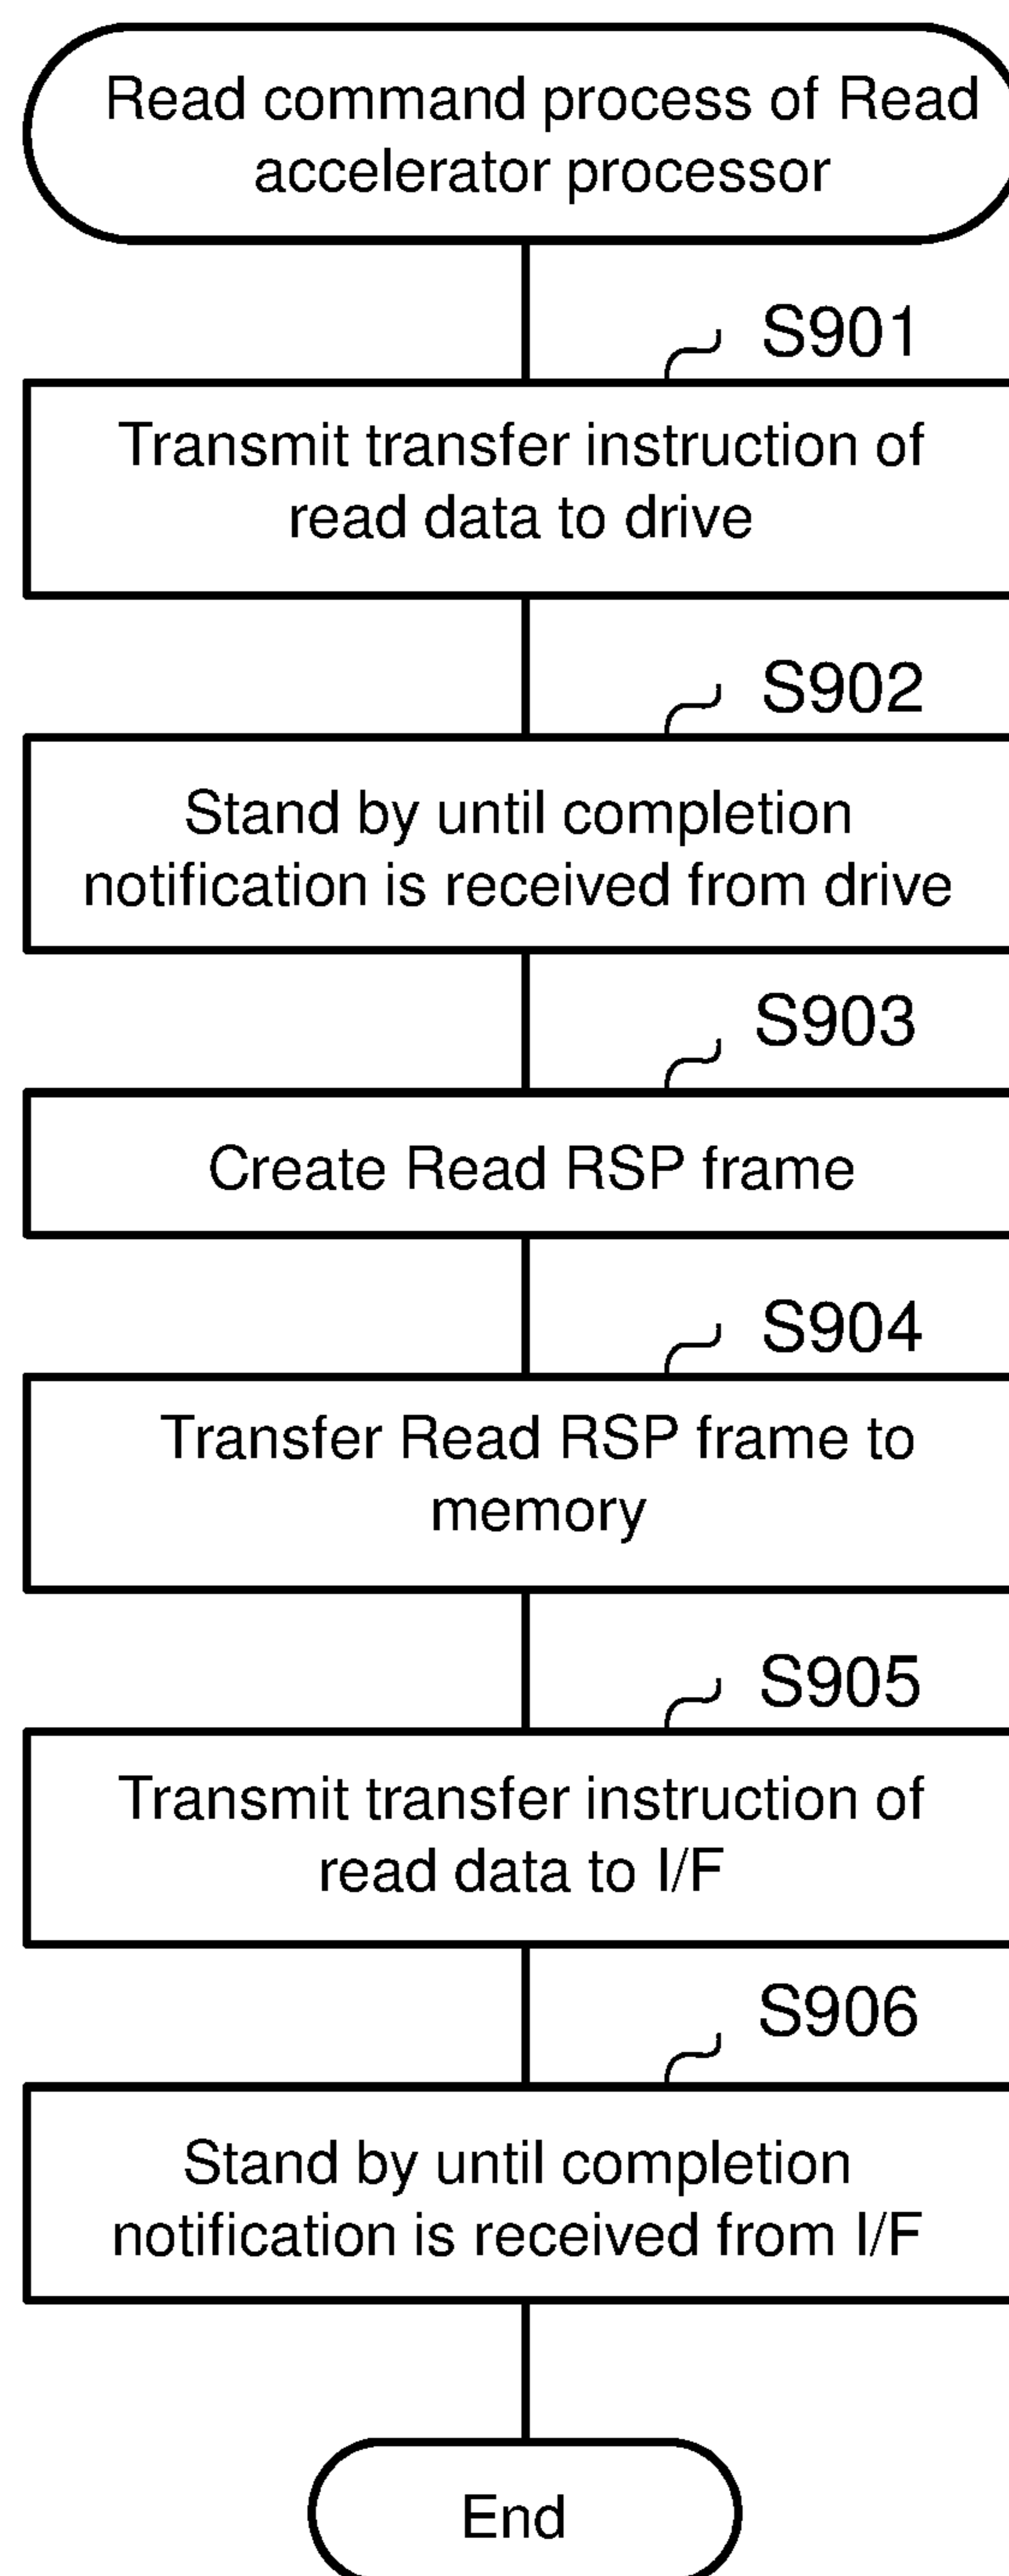 Read command process of Read
accelerator processor
S901
Transmit transfer instruction of
read data to drive
S902
Stand by until completion
notification is received from drive
S903
Create Read RSP frame
S904
Transfer Read RSP frame to
memory
S905
Transmit transfer instruction of
read data to I/F
S906
Stand by until completion
notification is received from I/F
End